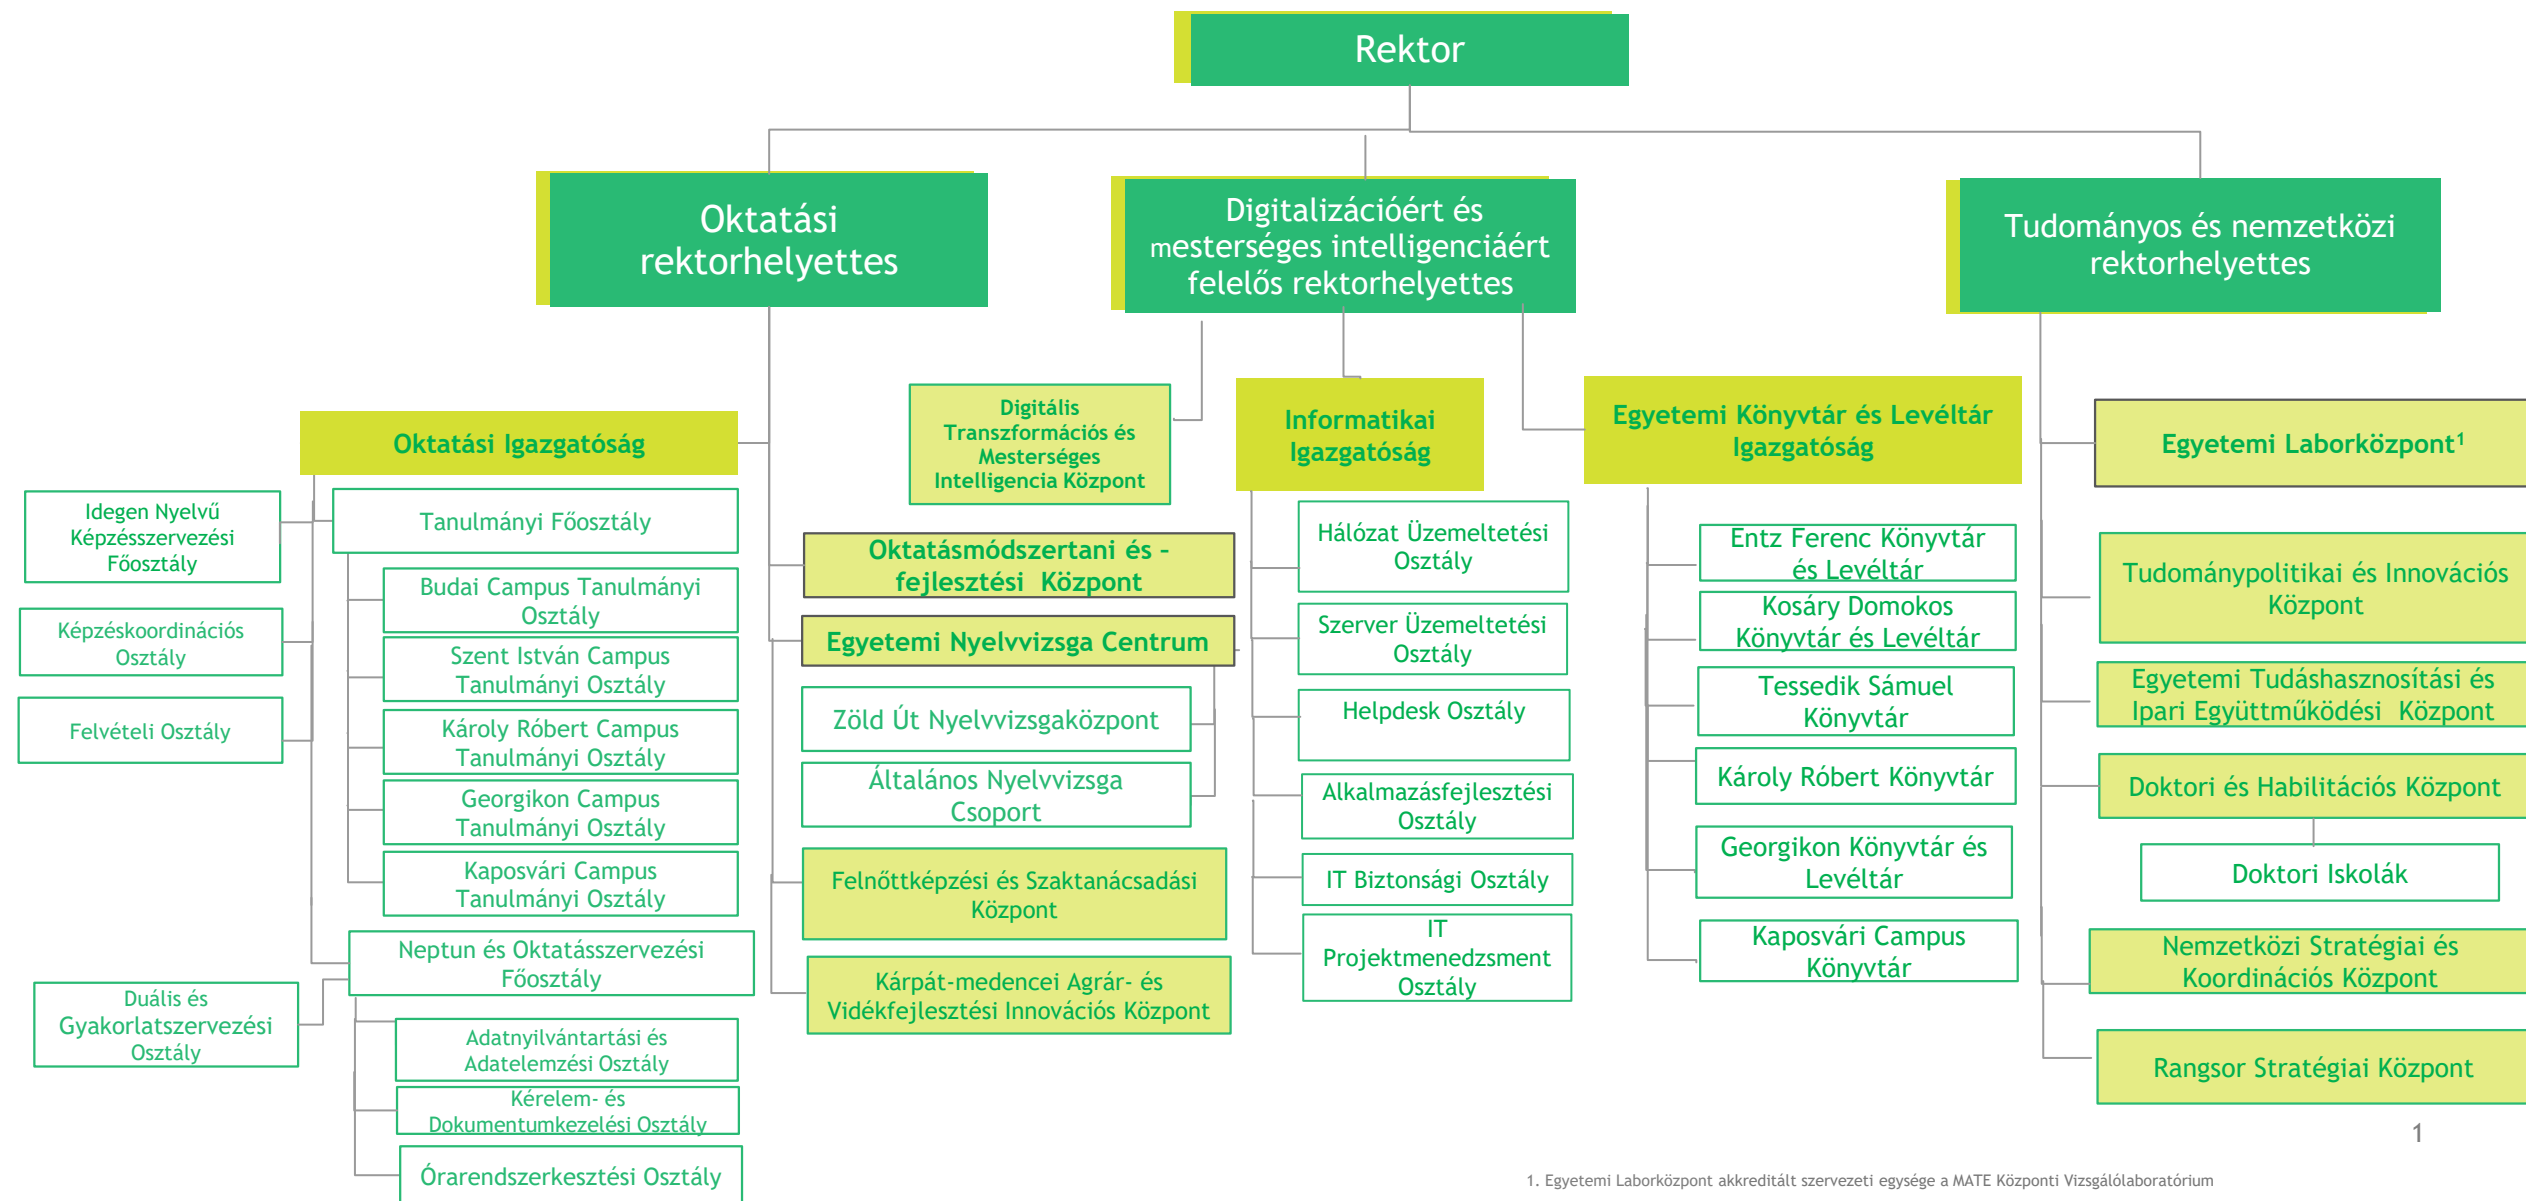 Rektor
Oktatási
rektorhelyettes
Digitalizációért és
mesterséges intelligenciáért
felelős rektorhelyettes
Tudományos és nemzetközi
rektorhelyettes
Oktatási Igazgatóság
Idegen Nyelvű
Képzésszervezési
Főosztály
Képzéskoordinációs
Osztály
Felvételi Osztály
Tanulmányi Főosztály
Budai Campus Tanulmányi
Osztály
Szent István Campus
Tanulmányi Osztály
Károly Róbert Campus
Tanulmányi Osztály
Georgikon Campus
Tanulmányi Osztály
Kaposvári Campus
Tanulmányi Osztály
Neptun és Oktatásszervezési
Főosztály
Duális és
Gyakorlatszervezési
Osztály
Adatnyilvántartási és
Adatelemzési Osztály
Kérelem- és
Dokumentumkezelési Osztály
Órarendszerkesztési Osztály
Oktatásmódszertani és –
fejlesztési Központ
Egyetemi Nyelvvizsga Centrum
Zöld Út Nyelvvizsgaközpont
Általános Nyelvvizsga
Csoport
Felnőttképzési és Szaktanácsadási
Központ
Kárpát-medencei Agrár- és
Vidékfejlesztési Innovációs Központ
Digitális
Transzformációs és
Mesterséges
Intelligencia Központ
Informatikai
Igazgatóság
Hálózat Üzemeltetési
Osztály
Szerver Üzemeltetési
Osztály
Helpdesk Osztály
Alkalmazásfejlesztési
Osztály
IT Biztonsági Osztály
IT
Projektmenedzsment
Osztály
Egyetemi Könyvtár és Levéltár
Igazgatóság
Entz Ferenc Könyvtár
és Levéltár
Kosáry Domokos
Könyvtár és Levéltár
Tessedik Sámuel
Könyvtár
Károly Róbert Könyvtár
Georgikon Könyvtár és
Levéltár
Kaposvári Campus
Könyvtár
Egyetemi Laborközpont¹
Tudománypolitikai és Innovációs
Központ
Egyetemi Tudáshasznosítási és
Ipari Együttműködési Központ
Doktori és Habilitációs Központ
Doktori Iskolák
Nemzetközi Stratégiai és
Koordinációs Központ
Rangsor Stratégiai Központ
1
1. Egyetemi Laborközpont akkreditált szervezeti egysége a MATE Központi Vizsgálólaboratórium